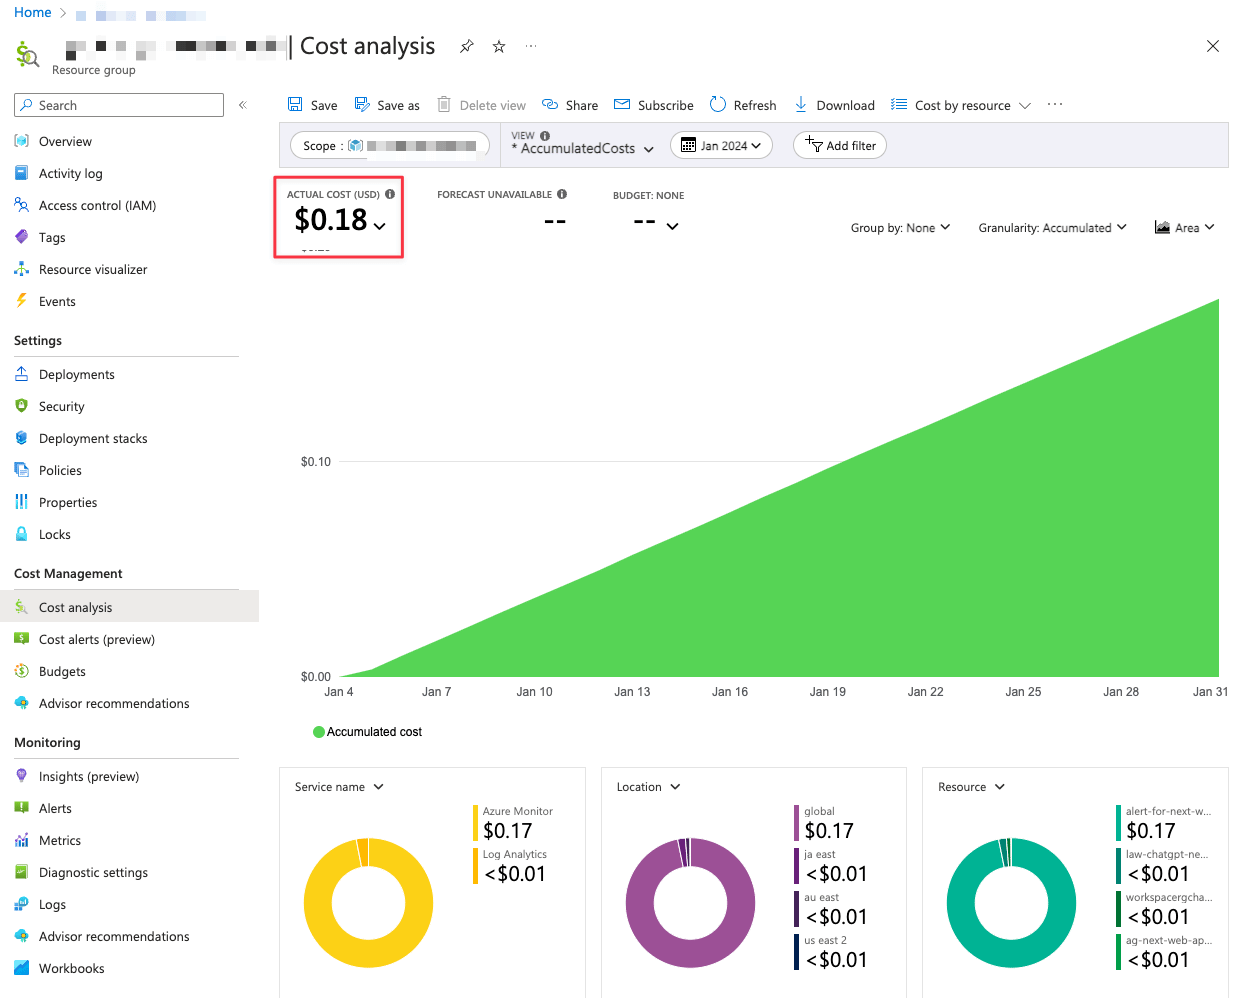 Home
| Cost analysis
Resource group
Search
Overview
Activity log
Access control (IAM)
Tags
Resource visualizer
Events
Settings
Deployments
Security
Deployment stacks
Policies
Properties
Locks
Cost Management
Cost analysis
Cost alerts (preview)
Budgets
Advisor recommendations
Monitoring
Insights (preview)
Alerts
Metrics
Diagnostic settings
Logs
Advisor recommendations
Workbooks
Save Save as Delete view Share Subscribe Refresh Download Cost by resource
Scope :
VIEW
* AccumulatedCosts
Jan 2024
Add filter
ACTUAL COST (USD)
$0.18
FORECAST UNAVAILABLE
--
BUDGET: NONE
--
Group by: None
Granularity: Accumulated
Area
$0.10
$0.00
Jan 4 Jan 7 Jan 10 Jan 13 Jan 16 Jan 19 Jan 22 Jan 25 Jan 28 Jan 31
Accumulated cost
Service name
Azure Monitor
$0.17
Log Analytics
<$0.01
Location
global
$0.17
ja east
<$0.01
au east
<$0.01
us east 2
<$0.01
Resource
alert-for-next-w...
$0.17
law-chatgpt-ne...
<$0.01
workspacergcha...
<$0.01
ag-next-web-ap...
<$0.01